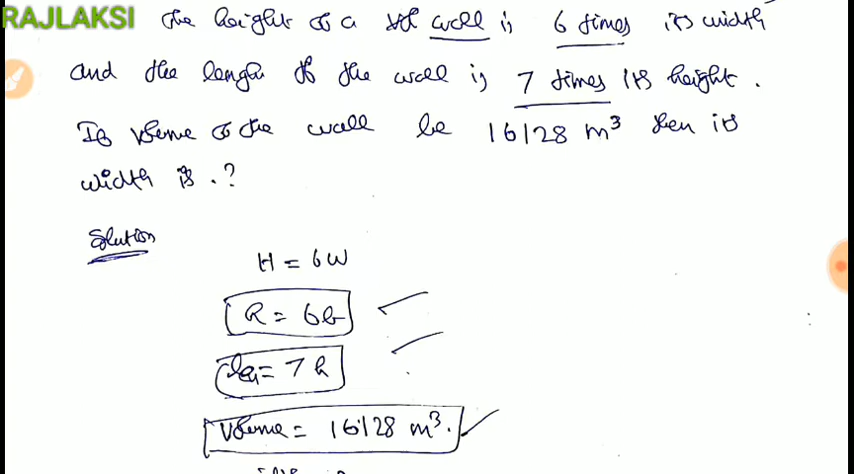 RAJLAKSI The height of a wall is 6 times its width
and the length of the wall is 7 times its height.
If volume of the wall be 16128 m³ then its
width is .?
Solution
H = 6W
h = 6b
len = 7h
Volume = 16128 m³.